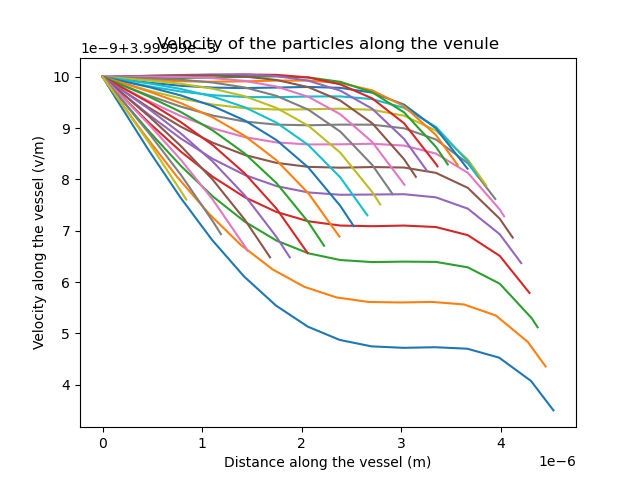 Velocity of the particles along the venule
1e−9+3.99999e−3
10
9
8
7
6
5
4
Velocity along the vessel (v/m)
0 1 2 3 4
1e−6
Distance along the vessel (m)